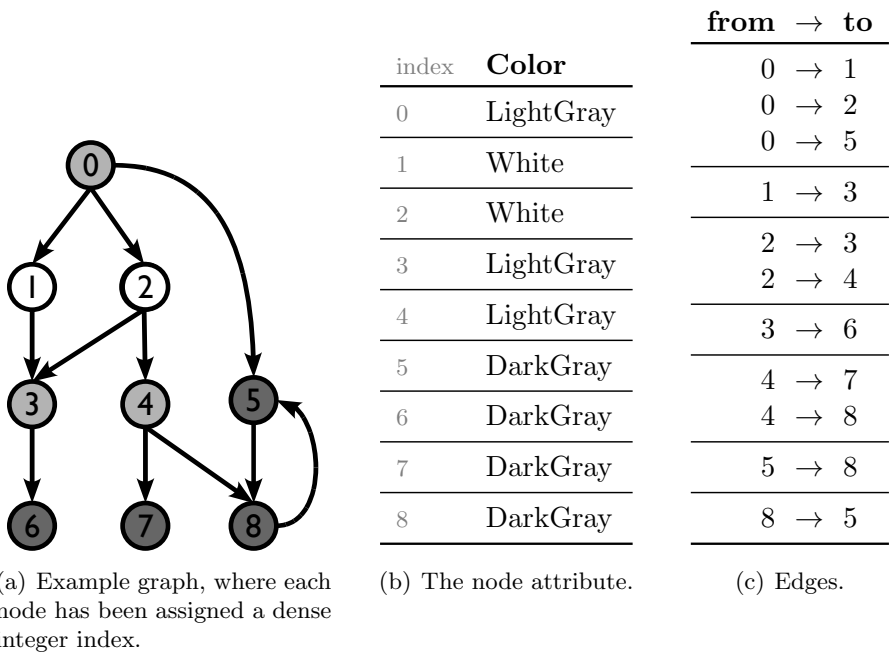 0
1
2
3
4
5
6
7
8
(a) Example graph, where each
node has been assigned a dense
integer index.
index Color
0 LightGray
1 White
2 White
3 LightGray
4 LightGray
5 DarkGray
6 DarkGray
7 DarkGray
8 DarkGray
(b) The node attribute.
from → to
0 → 1
0 → 2
0 → 5
1 → 3
2 → 3
2 → 4
3 → 6
4 → 7
4 → 8
5 → 8
8 → 5
(c) Edges.